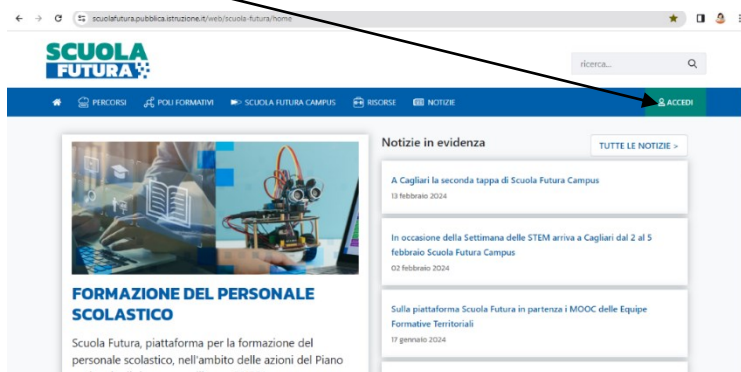 scuolafutura.pubblica.istruzione.it/web/scuola-futura/home
SCUOLA
FUTURA
ricerca...
PERCORSI POLI FORMATIVI SCUOLA FUTURA CAMPUS RISORSE NOTIZIE ACCEDI
Notizie in evidenza
TUTTE LE NOTIZIE >
A Cagliari la seconda tappa di Scuola Futura Campus
13 febbraio 2024
In occasione della Settimana delle STEM arriva a Cagliari dal 2 al 5
febbraio Scuola Futura Campus
02 febbraio 2024
Sulla piattaforma Scuola Futura in partenza i MOOC delle Equipe
Formative Territoriali
17 gennaio 2024
FORMAZIONE DEL PERSONALE
SCOLASTICO
Scuola Futura, piattaforma per la formazione del
personale scolastico, nell'ambito delle azioni del Piano